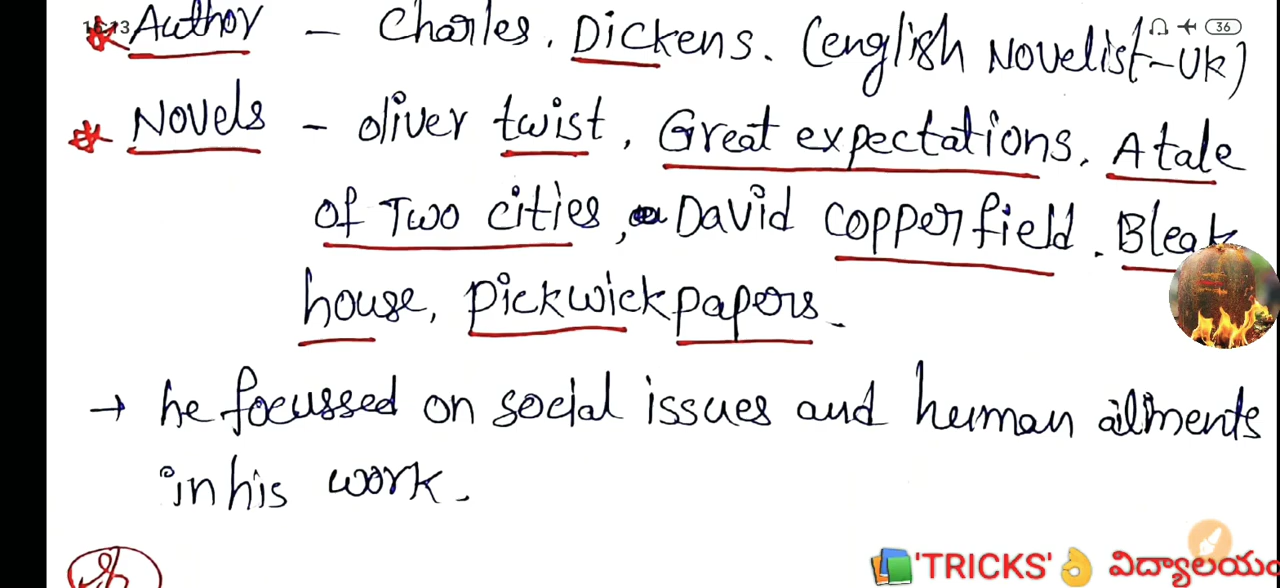 Author – Charles. Dickens. (english Novelist-UK)
36
Novels – oliver twist, Great expectations. A tale
of Two cities, David copperfield. Bleak
house, pickwick papers.
→ he focussed on social issues and human ailments
in his work.
'TRICKS' విద్యాలయం